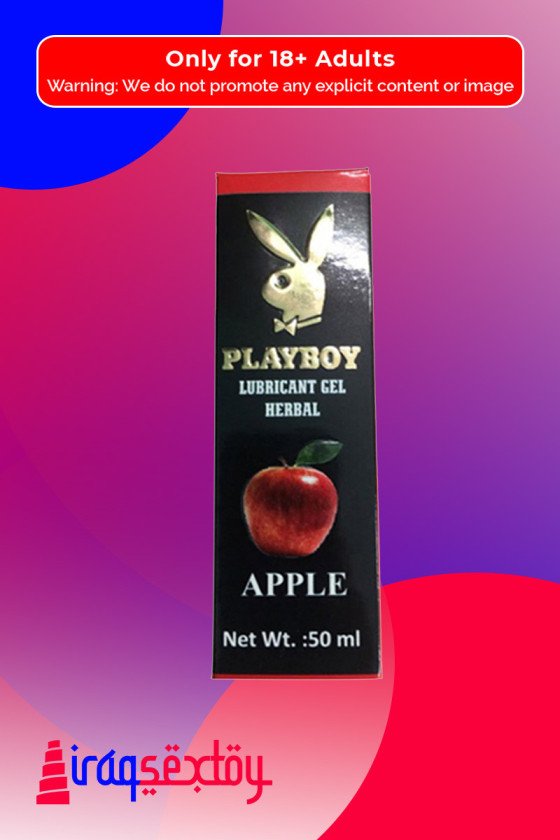 Only for 18+ Adults
Warning: We do not promote any explicit content or image
PLAYBOY
LUBRICANT GEL
HERBAL
APPLE
Net Wt. :50 ml
iraqsextoy